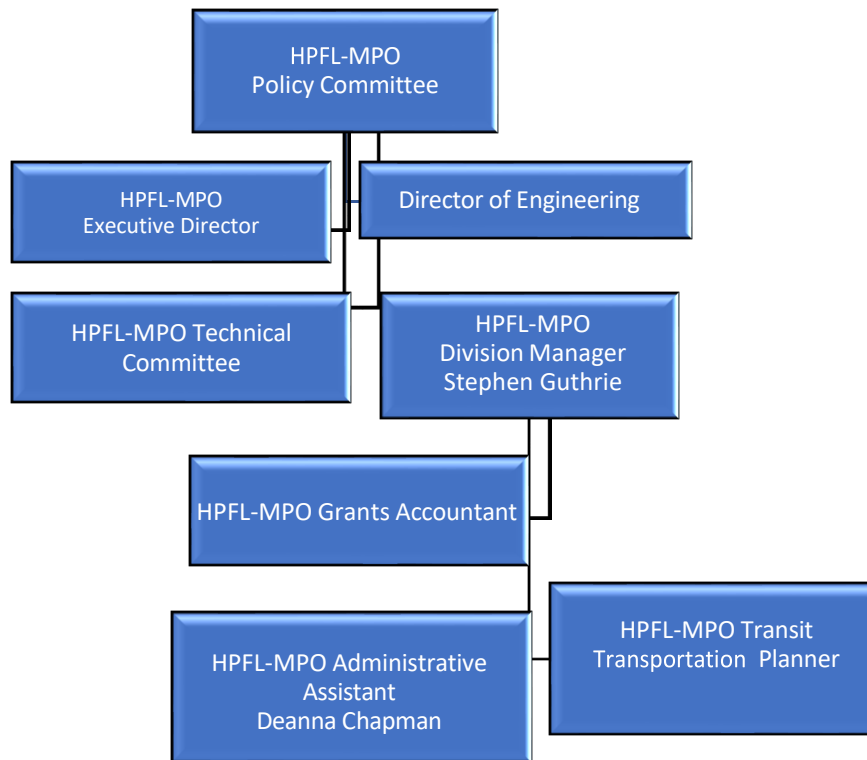 HPFL-MPO
Policy Committee
HPFL-MPO
Executive Director
Director of Engineering
HPFL-MPO Technical
Committee
HPFL-MPO
Division Manager
Stephen Guthrie
HPFL-MPO Grants Accountant
HPFL-MPO Administrative
Assistant
Deanna Chapman
HPFL-MPO Transit
Transportation Planner